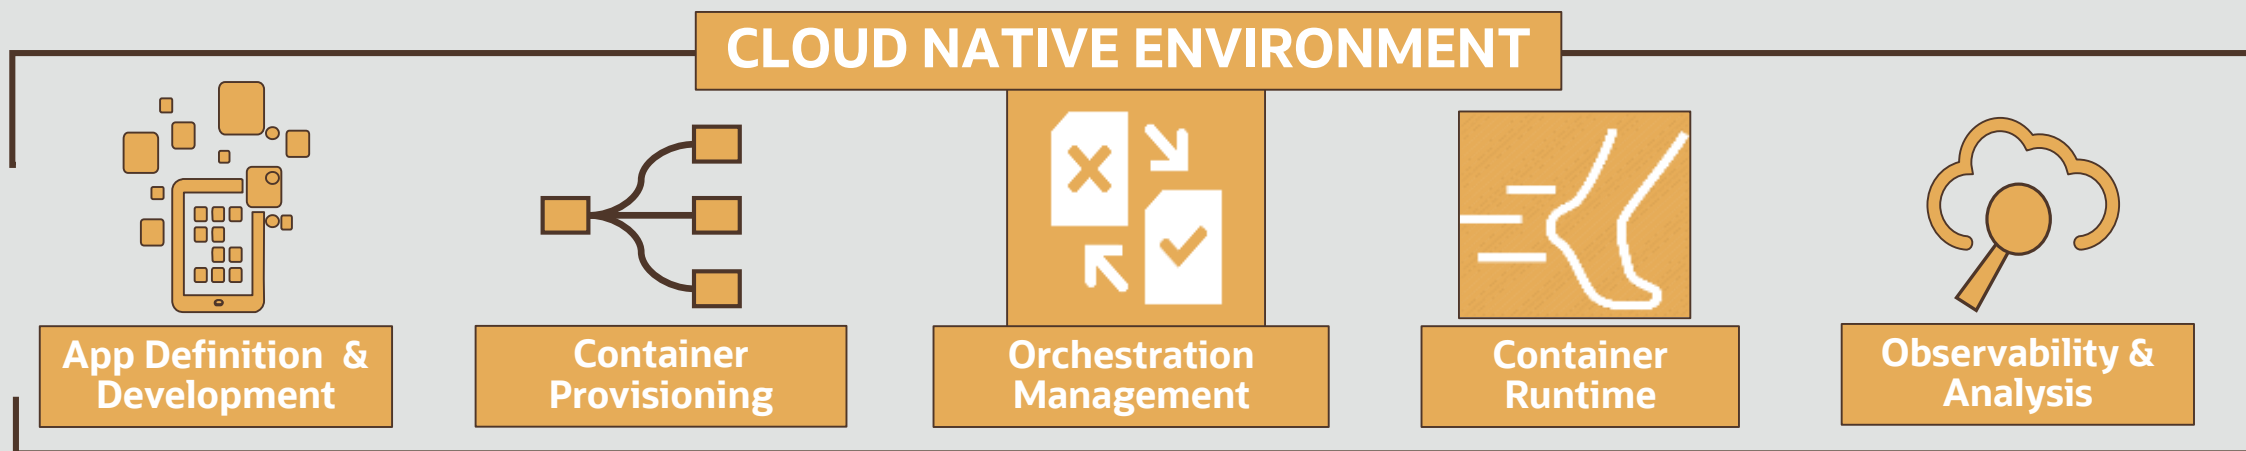 CLOUD NATIVE ENVIRONMENT
App Definition & 
Development
Container
Provisioning
Orchestration
Management
Container
Runtime
Observability &
Analysis